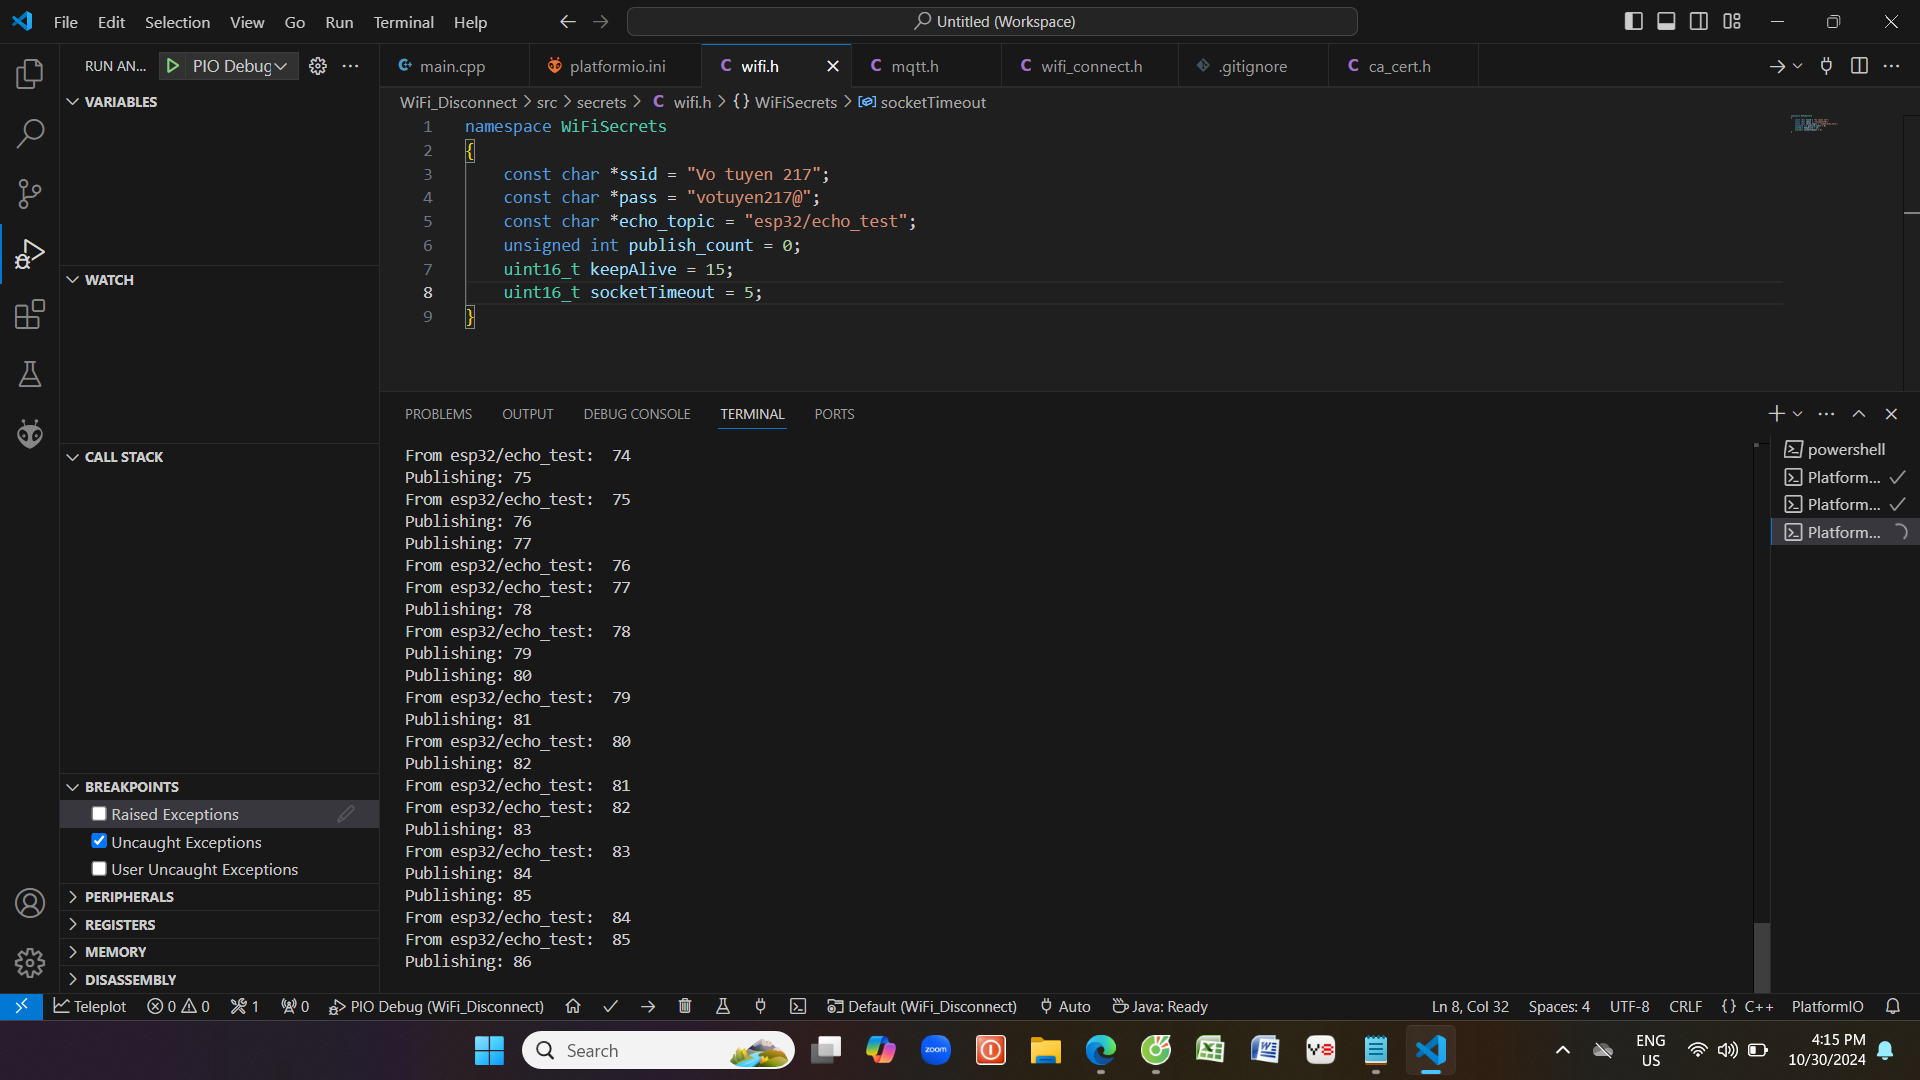 File Edit Selection View Go Run Terminal Help
Untitled (Workspace)
RUN AN... PIO Debug
main.cpp platformio.ini wifi.h mqtt.h wifi_connect.h .gitignore ca_cert.h
WiFi_Disconnect > src > secrets > C wifi.h > {} WiFiSecrets > socketTimeout
VARIABLES
WATCH
CALL STACK
BREAKPOINTS
Raised Exceptions
Uncaught Exceptions
User Uncaught Exceptions
PERIPHERALS
REGISTERS
MEMORY
DISASSEMBLY
1 namespace WiFiSecrets
2 {
3 const char *ssid = "Vo tuyen 217";
4 const char *pass = "votuyen217@";
5 const char *echo_topic = "esp32/echo_test";
6 unsigned int publish_count = 0;
7 uint16_t keepAlive = 15;
8 uint16_t socketTimeout = 5;
9 }
PROBLEMS OUTPUT DEBUG CONSOLE TERMINAL PORTS
From esp32/echo_test: 74
Publishing: 75
From esp32/echo_test: 75
Publishing: 76
Publishing: 77
From esp32/echo_test: 76
From esp32/echo_test: 77
Publishing: 78
From esp32/echo_test: 78
Publishing: 79
Publishing: 80
From esp32/echo_test: 79
Publishing: 81
From esp32/echo_test: 80
Publishing: 82
From esp32/echo_test: 81
From esp32/echo_test: 82
Publishing: 83
From esp32/echo_test: 83
Publishing: 84
Publishing: 85
From esp32/echo_test: 84
From esp32/echo_test: 85
Publishing: 86
powershell
Platform...
Platform...
Platform...
Teleplot 0 0 1 0 PIO Debug (WiFi_Disconnect) Default (WiFi_Disconnect) Auto Java: Ready Ln 8, Col 32 Spaces: 4 UTF-8 CRLF {} C++ PlatformIO
Search
zoom
ENG
US
4:15 PM
10/30/2024